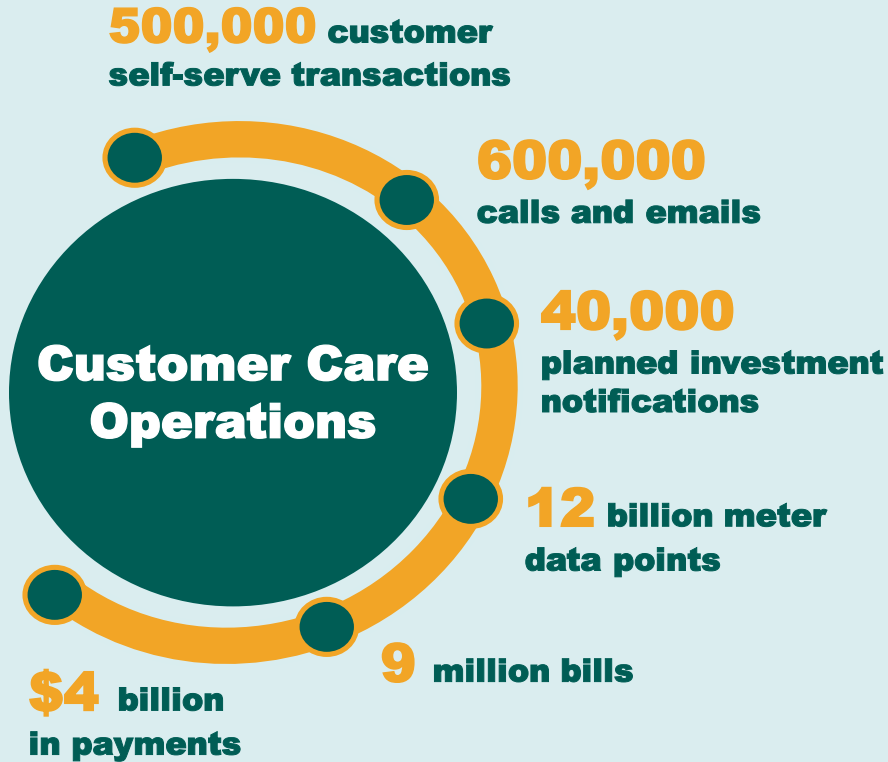 500,000 customer
self-serve transactions
600,000
calls and emails
40,000
planned investment
notifications
Customer Care
Operations
12 billion meter
data points
9 million bills
$4 billion
in payments